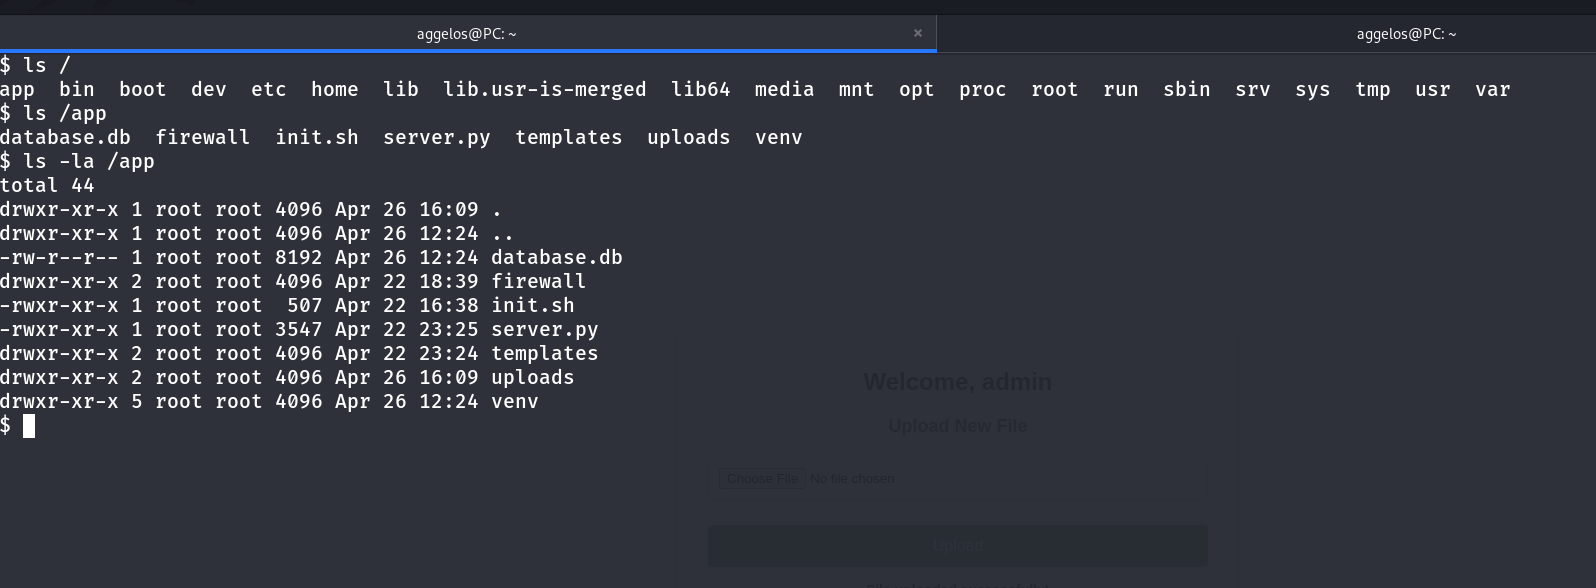 aggelos@PC: ~ × aggelos@PC: ~
$ ls /
app  bin  boot  dev  etc  home  lib  lib.usr-is-merged  lib64  media  mnt  opt  proc  root  run  sbin  srv  sys  tmp  usr  var
$ ls /app
database.db  firewall  init.sh  server.py  templates  uploads  venv
$ ls -la /app
total 44
drwxr-xr-x 1 root root 4096 Apr 26 16:09 .
drwxr-xr-x 1 root root 4096 Apr 26 12:24 ..
-rw-r--r-- 1 root root 8192 Apr 26 12:24 database.db
drwxr-xr-x 2 root root 4096 Apr 22 18:39 firewall
-rwxr-xr-x 1 root root  507 Apr 22 16:38 init.sh
-rwxr-xr-x 1 root root 3547 Apr 22 23:25 server.py
drwxr-xr-x 2 root root 4096 Apr 22 23:24 templates
drwxr-xr-x 2 root root 4096 Apr 26 16:09 uploads
drwxr-xr-x 5 root root 4096 Apr 26 12:24 venv
$
Welcome, admin
Upload New File
Choose File No file chosen
Upload
File uploaded successfully!